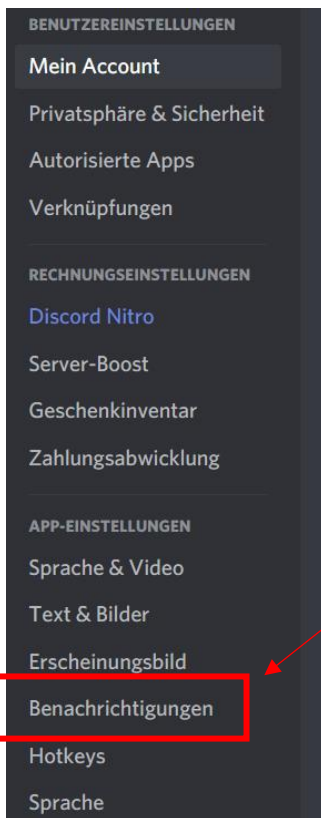 BENUTZEREINSTELLUNGEN
Mein Account
Privatsphäre & Sicherheit
Autorisierte Apps
Verknüpfungen
RECHNUNGSEINSTELLUNGEN
Discord Nitro
Server-Boost
Geschenkinventar
Zahlungsabwicklung
APP-EINSTELLUNGEN
Sprache & Video
Text & Bilder
Erscheinungsbild
Benachrichtigungen
Hotkeys
Sprache